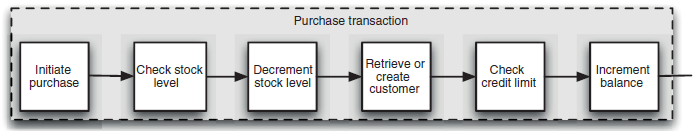 Purchase transaction
Initiate
purchase
Check stock
level
Decrement
stock level
Retrieve or
create
customer
Check
credit limit
Increment
balance